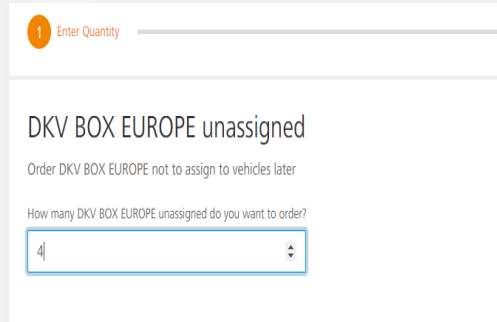 1 Enter Quantity
DKV BOX EUROPE unassigned
Order DKV BOX EUROPE not to assign to vehicles later
How many DKV BOX EUROPE unassigned do you want to order?
4